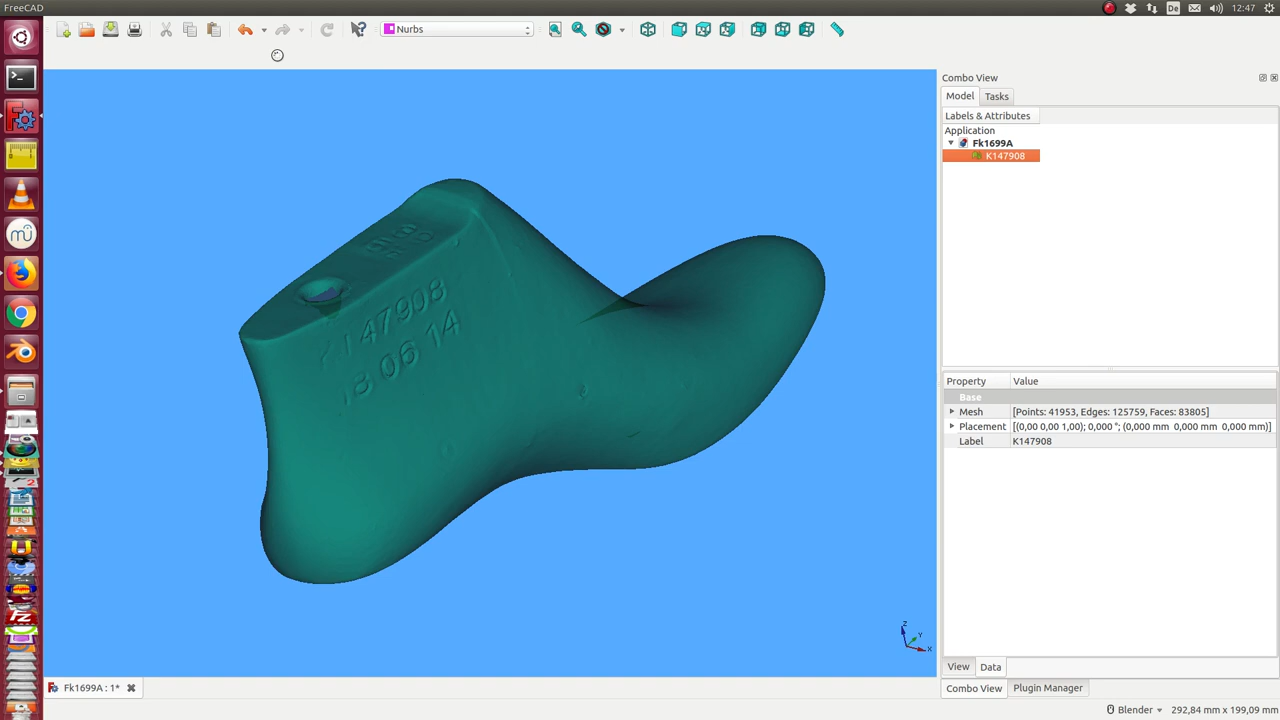 FreeCAD
De
12:47
Nurbs
Combo View
Model
Tasks
Labels & Attributes
Application
Fk1699A
K147908
147908
06 14
Property
Value
Base
Mesh
[Points: 41953, Edges: 125759, Faces: 83805]
Placement
[(0,00 0,00 1,00); 0,000 °; (0,000 mm 0,000 mm 0,000 mm)]
Label
K147908
Z
Y
X
View
Data
Fk1699A : 1*
Combo View
Plugin Manager
Blender
292,84 mm x 199,09 mm